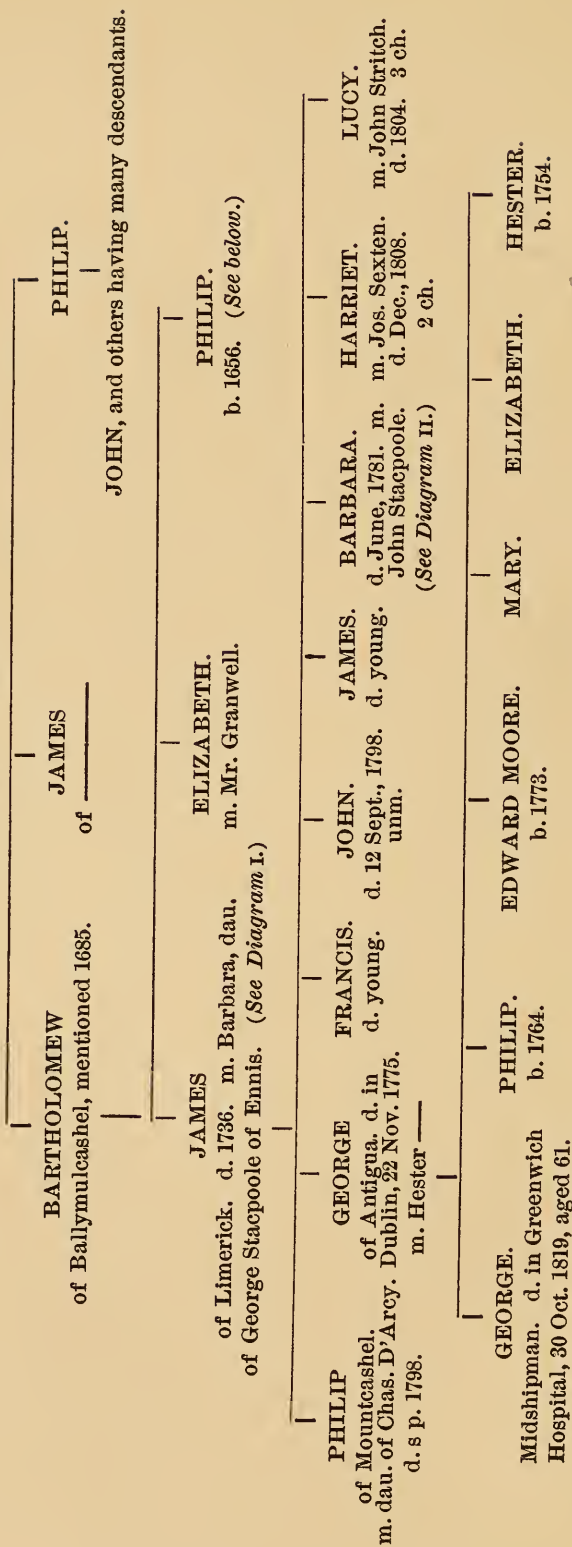 BARTHOLOMEW
of Ballymulcashel, mentioned 1685.
JAMES
of ———
PHILIP.
JOHN, and others having many descendants.
JAMES
of Limerick. d. 1736. m. Barbara, dau.
of George Stacpoole of Ennis. (See Diagram I.)
ELIZABETH.
m. Mr. Granwell.
PHILIP.
b. 1656. (See below.)
PHILIP
of Mountcashel.
m. dau. of Chas. D'Arcy.
d. s p. 1798.
GEORGE
of Antigua. d. in
Dublin, 22 Nov. 1775.
m. Hester ——
FRANCIS.
d. young.
JOHN.
d. 12 Sept., 1798.
unm.
JAMES.
d. young.
BARBARA.
d. June, 1781. m.
John Stacpoole.
(See Diagram II.)
HARRIET.
m. Jos. Sexten.
d. Dec., 1808.
2 ch.
LUCY.
m. John Stritch.
d. 1804. 3 ch.
GEORGE.
Midshipman. d. in Greenwich
Hospital, 30 Oct. 1819, aged 61.
PHILIP.
b. 1764.
EDWARD MOORE.
b. 1773.
MARY.
ELIZABETH.
HESTER.
b. 1754.